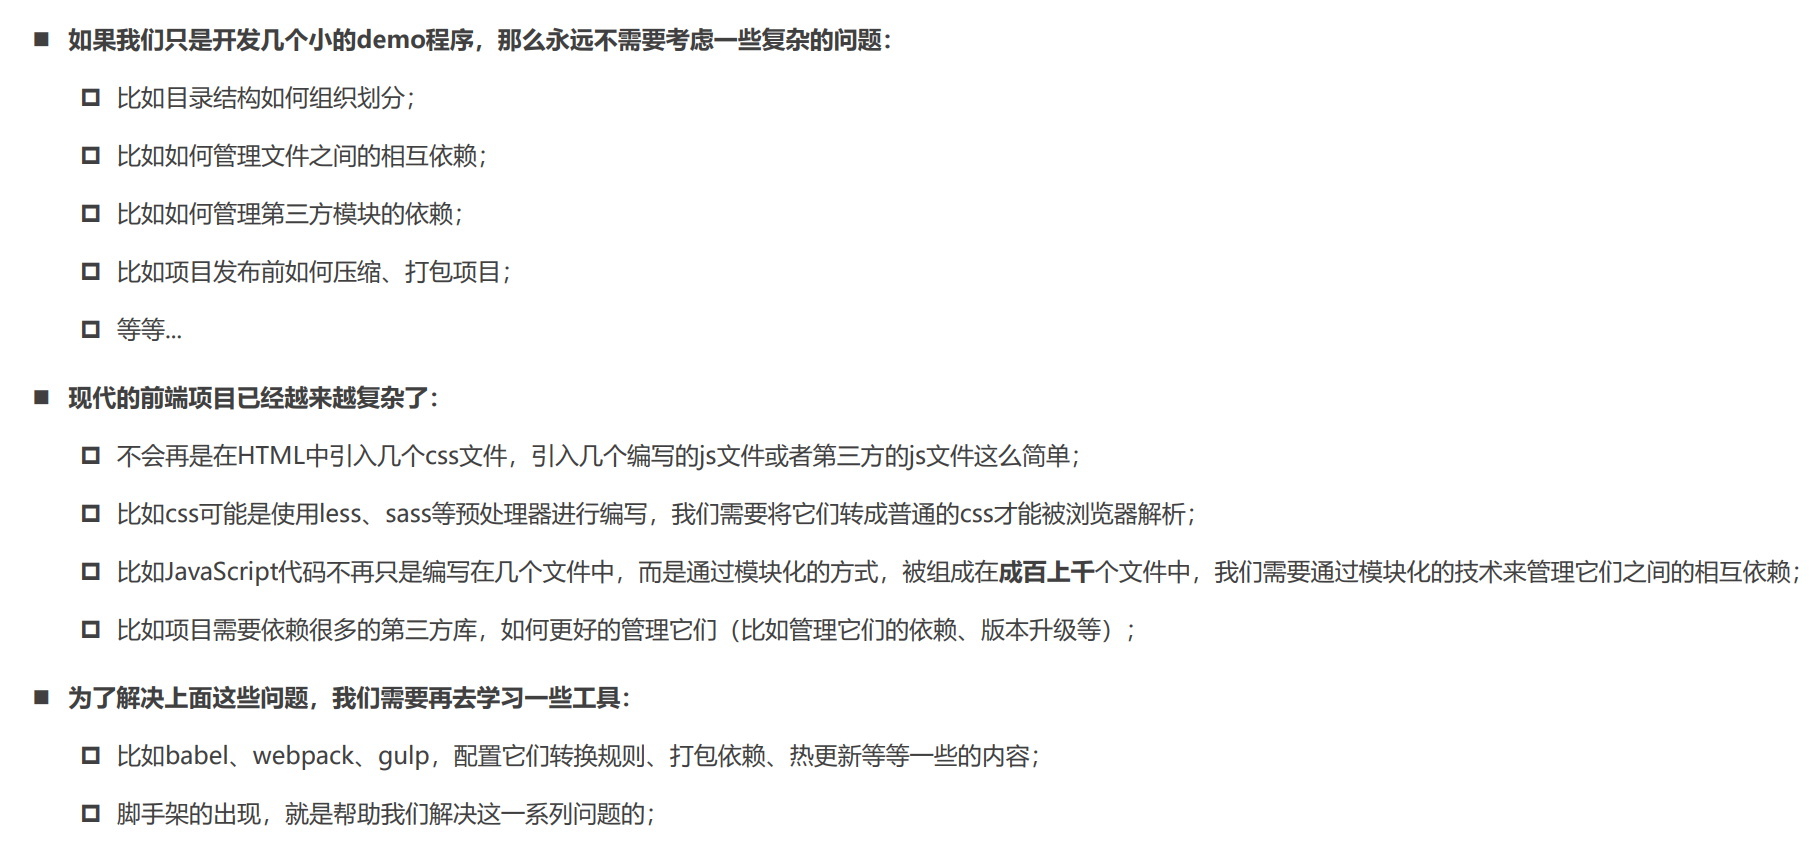 如果我们只是开发几个小的demo程序，那么永远不需要考虑一些复杂的问题：
比如目录结构如何组织划分；
比如如何管理文件之间的相互依赖；
比如如何管理第三方模块的依赖；
比如项目发布前如何压缩、打包项目；
等等...
现代的前端项目已经越来越复杂了：
不会再是在HTML中引入几个css文件，引入几个编写的js文件或者第三方的js文件这么简单；
比如css可能是使用less、sass等预处理器进行编写，我们需要将它们转成普通的css才能被浏览器解析；
比如JavaScript代码不再只是编写在几个文件中，而是通过模块化的方式，被组成在成百上千个文件中，我们需要通过模块化的技术来管理它们之间的相互依赖；
比如项目需要依赖很多的第三方库，如何更好的管理它们（比如管理它们的依赖、版本升级等）；
为了解决上面这些问题，我们需要再去学习一些工具：
比如babel、webpack、gulp，配置它们转换规则、打包依赖、热更新等等一些的内容；
脚手架的出现，就是帮助我们解决这一系列问题的；